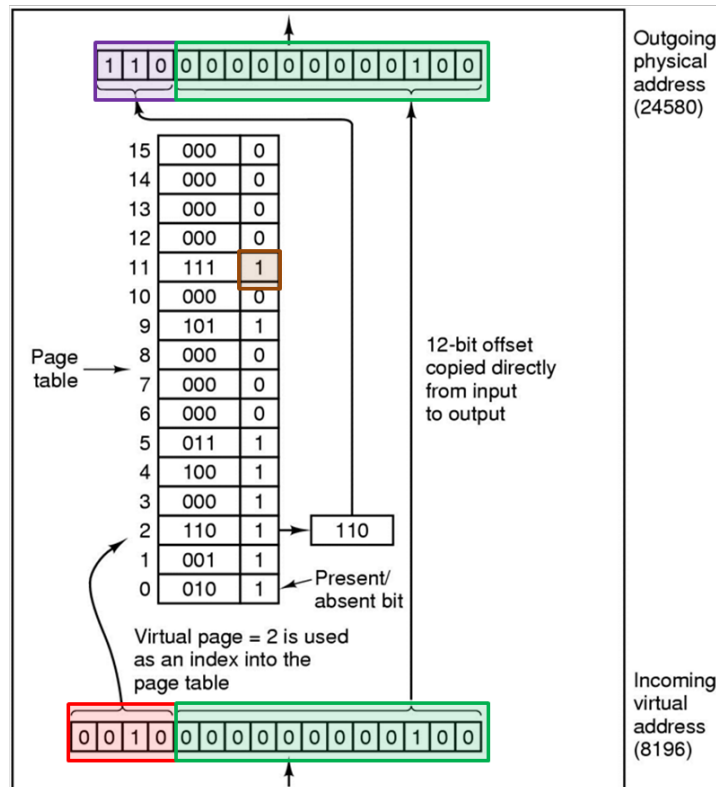 Outgoing
physical
address
(24580)
1 1 0 0 0 0 0 0 0 0 0 0 1 0 0
15 000 0
14 000 0
13 000 0
12 000 0
11 111 1
10 000 0
9 101 1
8 000 0
7 000 0
6 000 0
5 011 1
4 100 1
3 000 1
2 110 1 110
1 001 1
0 010 1
Page
table
12-bit offset
copied directly
from input
to output
Present/
absent bit
Virtual page = 2 is used
as an index into the
page table
0 0 1 0 0 0 0 0 0 0 0 0 0 1 0 0
Incoming
virtual
address
(8196)